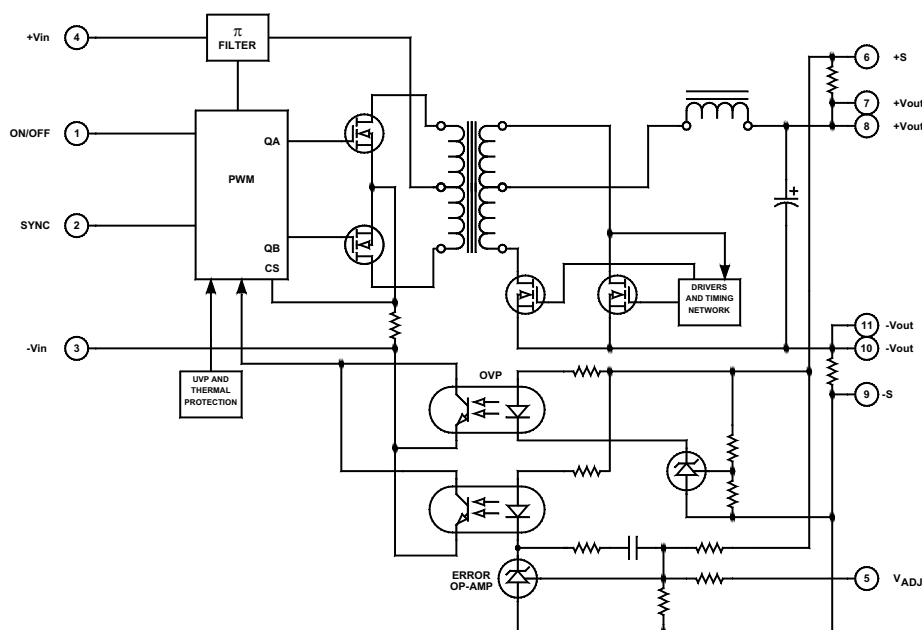 +Vin 4
π
FILTER
6 +S
7 +Vout
8 +Vout
ON/OFF 1
QA
PWM
SYNC 2
QB
CS
+
DRIVERS
AND TIMING
NETWORK
11 -Vout
10 -Vout
-Vin 3
UVP AND
THERMAL
PROTECTION
OVP
9 -S
ERROR
OP-AMP
5 VADJ